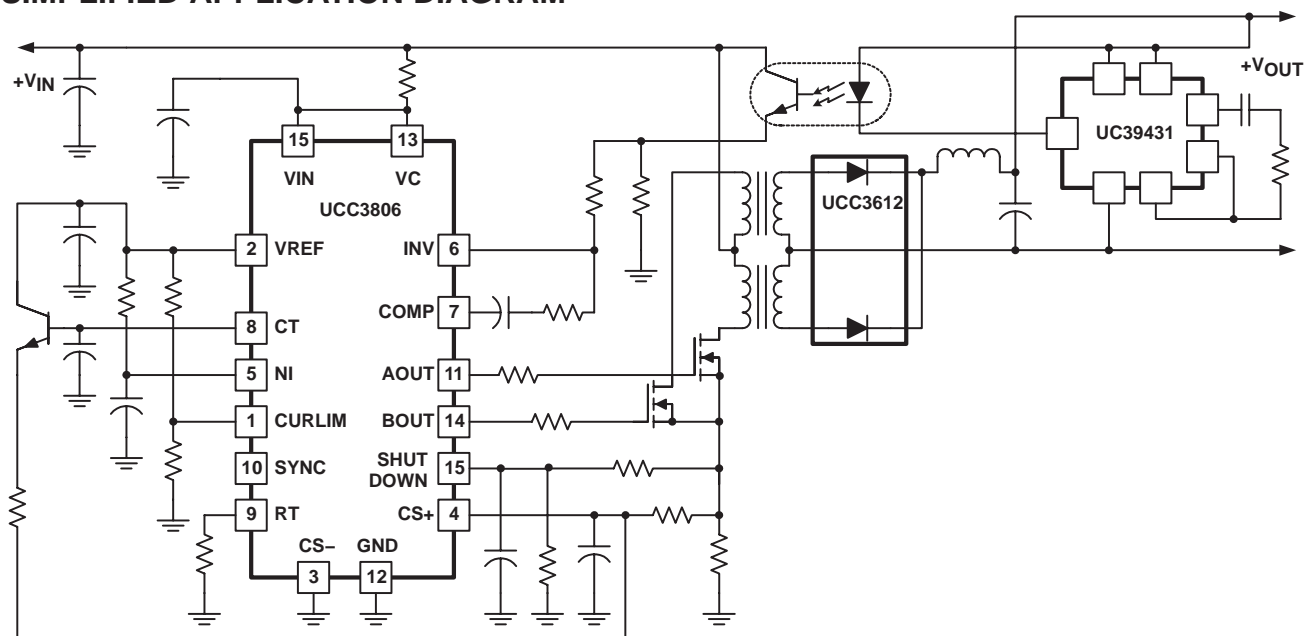 SIMPLIFIED APPLICATION DIAGRAM
+VIN
+VOUT
15
13
VIN
VC
UC39431
UCC3806
UCC3612
2
VREF
INV
6
COMP
7
8
CT
5
NI
AOUT
11
1
CURLIM
BOUT
14
10
SYNC
SHUT
DOWN
15
9
RT
CS+
4
CS–
GND
3
12